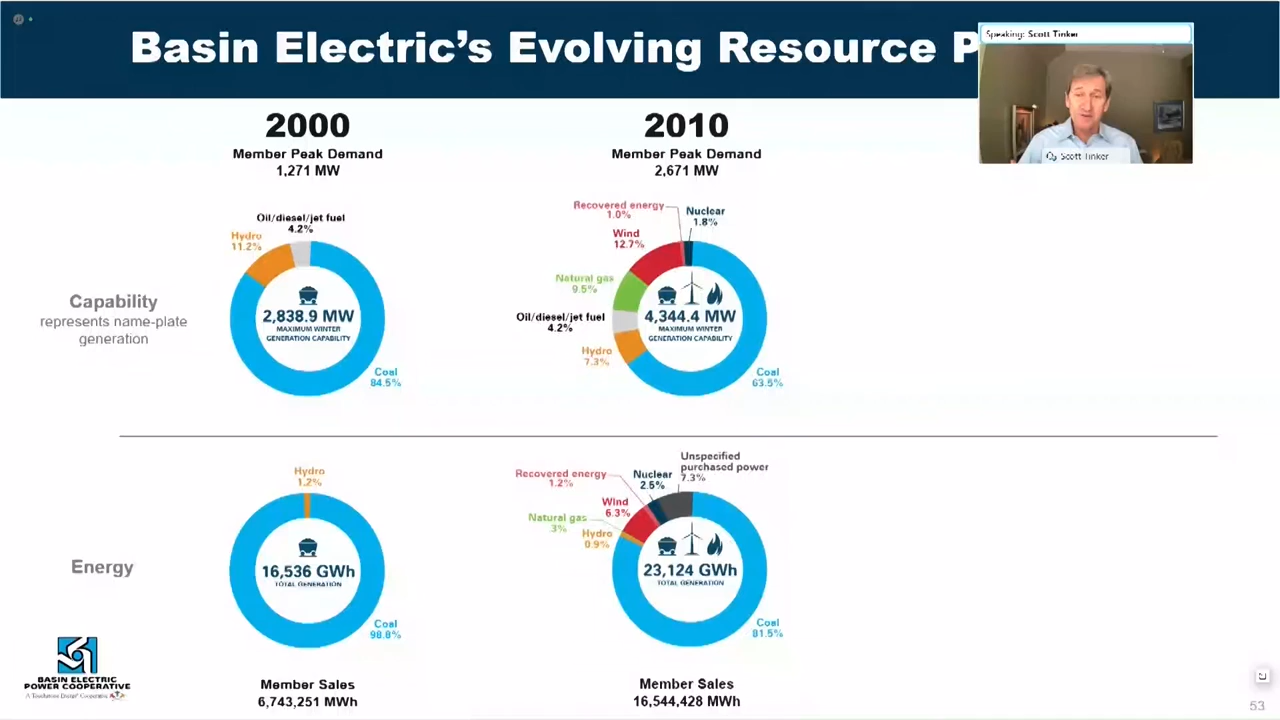 Basin Electric's Evolving Resource P
Speaking: Scott Tinker
Scott Tinker
2000
Member Peak Demand
1,271 MW
2010
Member Peak Demand
2,671 MW
Capability
represents name-plate
generation
Oil/diesel/jet fuel
4.2%
Hydro
11.2%
2,838.9 MW
MAXIMUM WINTER
GENERATION CAPABILITY
Coal
84.5%
Recovered energy
1.0%
Nuclear
1.8%
Wind
12.7%
Natural gas
9.5%
Oil/diesel/jet fuel
4.2%
Hydro
7.3%
4,344.4 MW
MAXIMUM WINTER
GENERATION CAPABILITY
Coal
63.5%
Energy
Hydro
1.2%
16,536 GWh
TOTAL GENERATION
Coal
98.8%
Unspecified
purchased power
7.3%
Recovered energy
1.2%
Nuclear
2.5%
Wind
6.3%
Natural gas
3%
Hydro
0.9%
23,124 GWh
TOTAL GENERATION
Coal
81.5%
Member Sales
6,743,251 MWh
Member Sales
16,544,428 MWh
BASIN ELECTRIC
POWER COOPERATIVE
A Touchstone Energy Cooperative
53